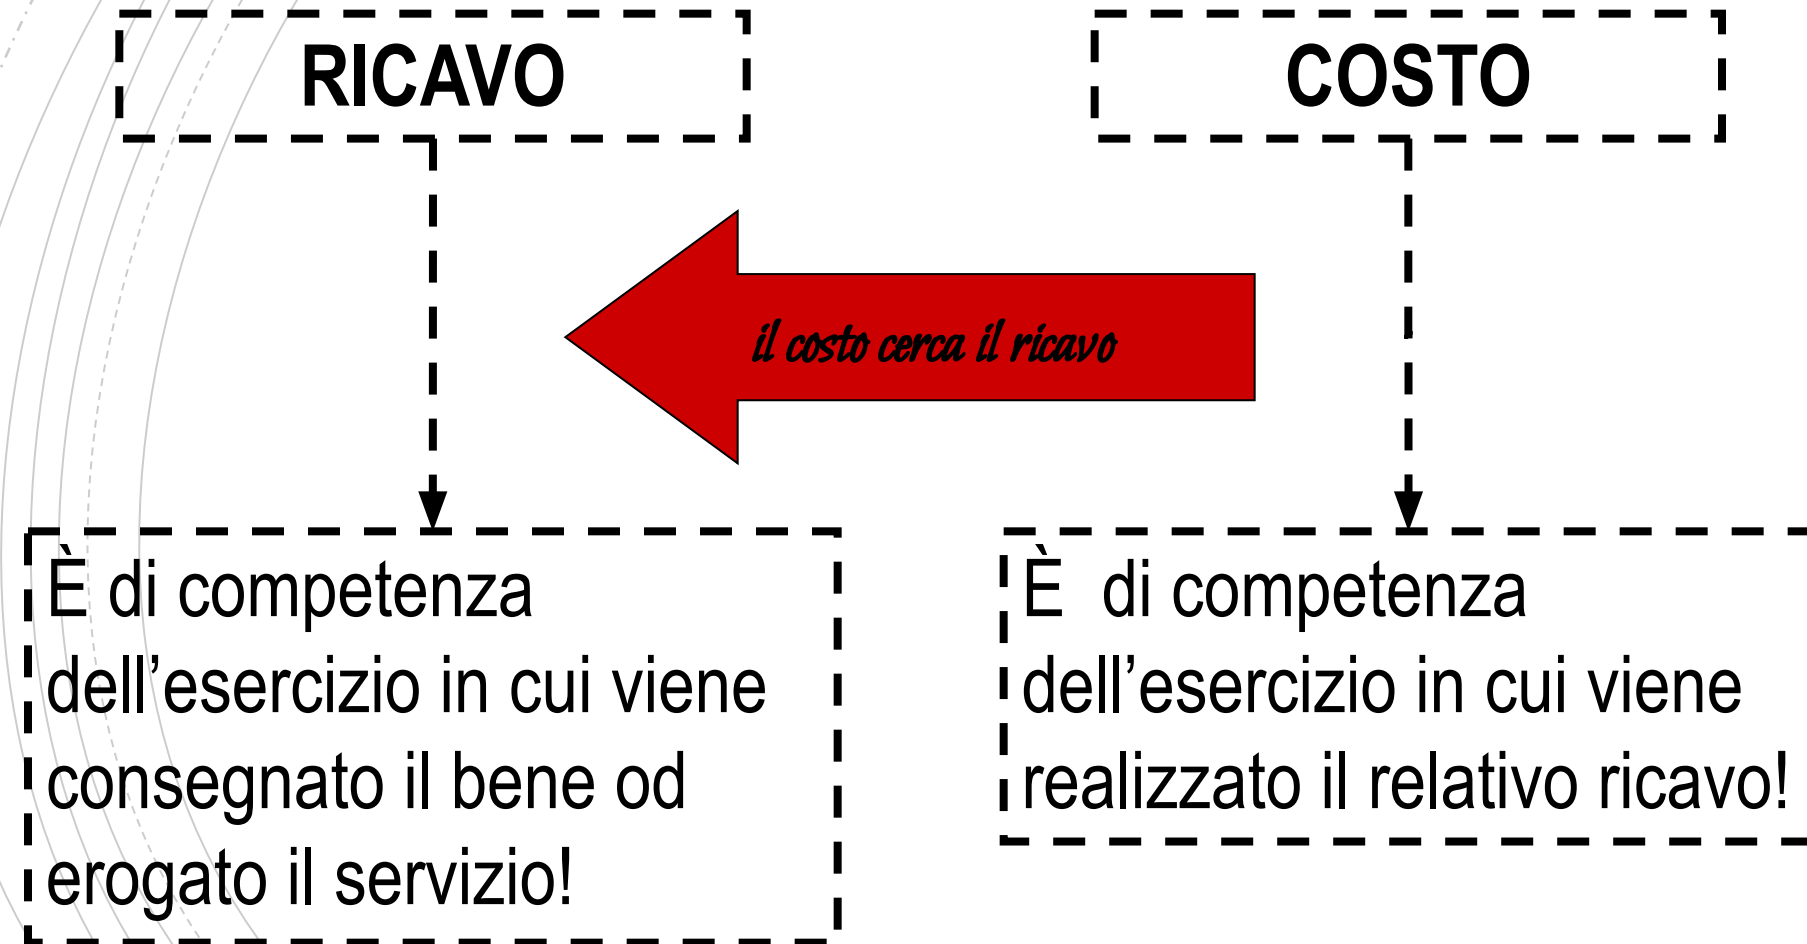 RICAVO
COSTO
il costo cerca il ricavo
È di competenza
dell’esercizio in cui viene
consegnato il bene od
erogato il servizio!
È di competenza
dell’esercizio in cui viene
realizzato il relativo ricavo!